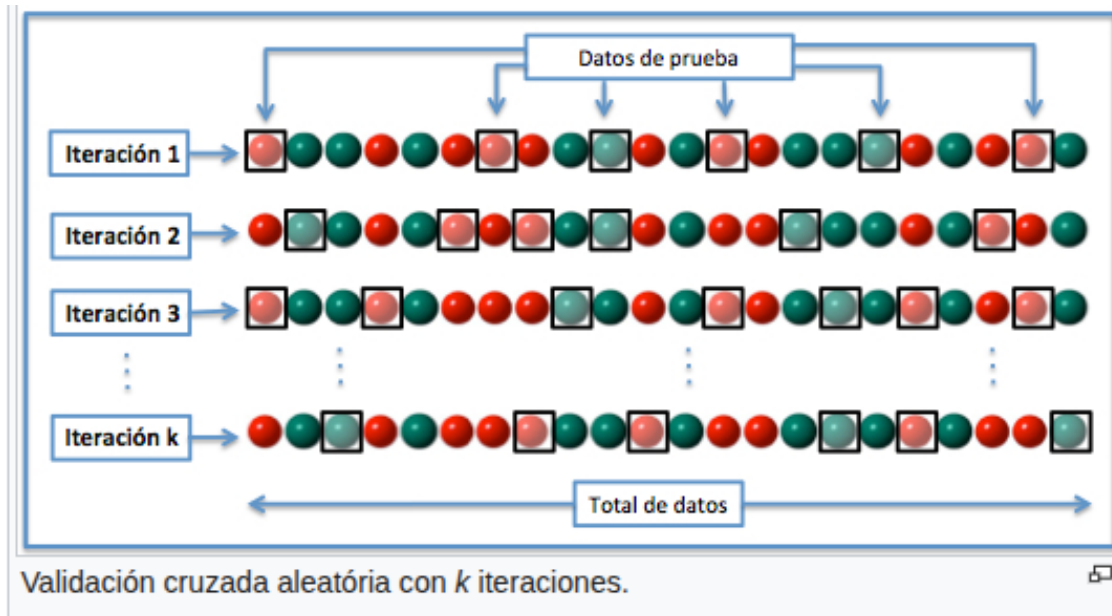 Datos de prueba
Iteración 1
Iteración 2
Iteración 3
Iteración k
Total de datos
Validación cruzada aleatória con k iteraciones.